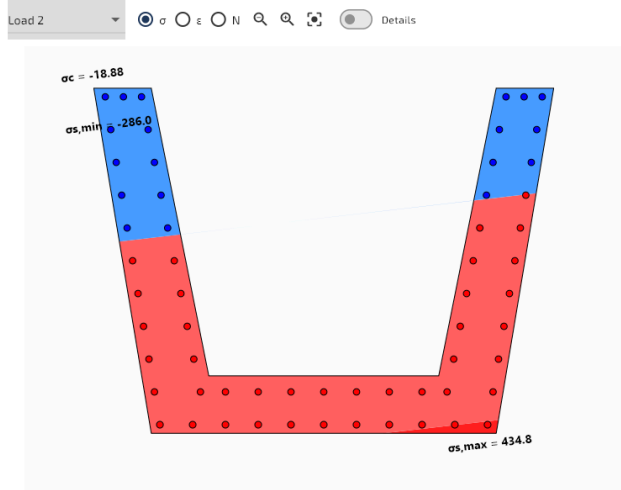 Load 2 σ ε N Details
σc = -18.88
σs,min = -286.0
σs,max = 434.8